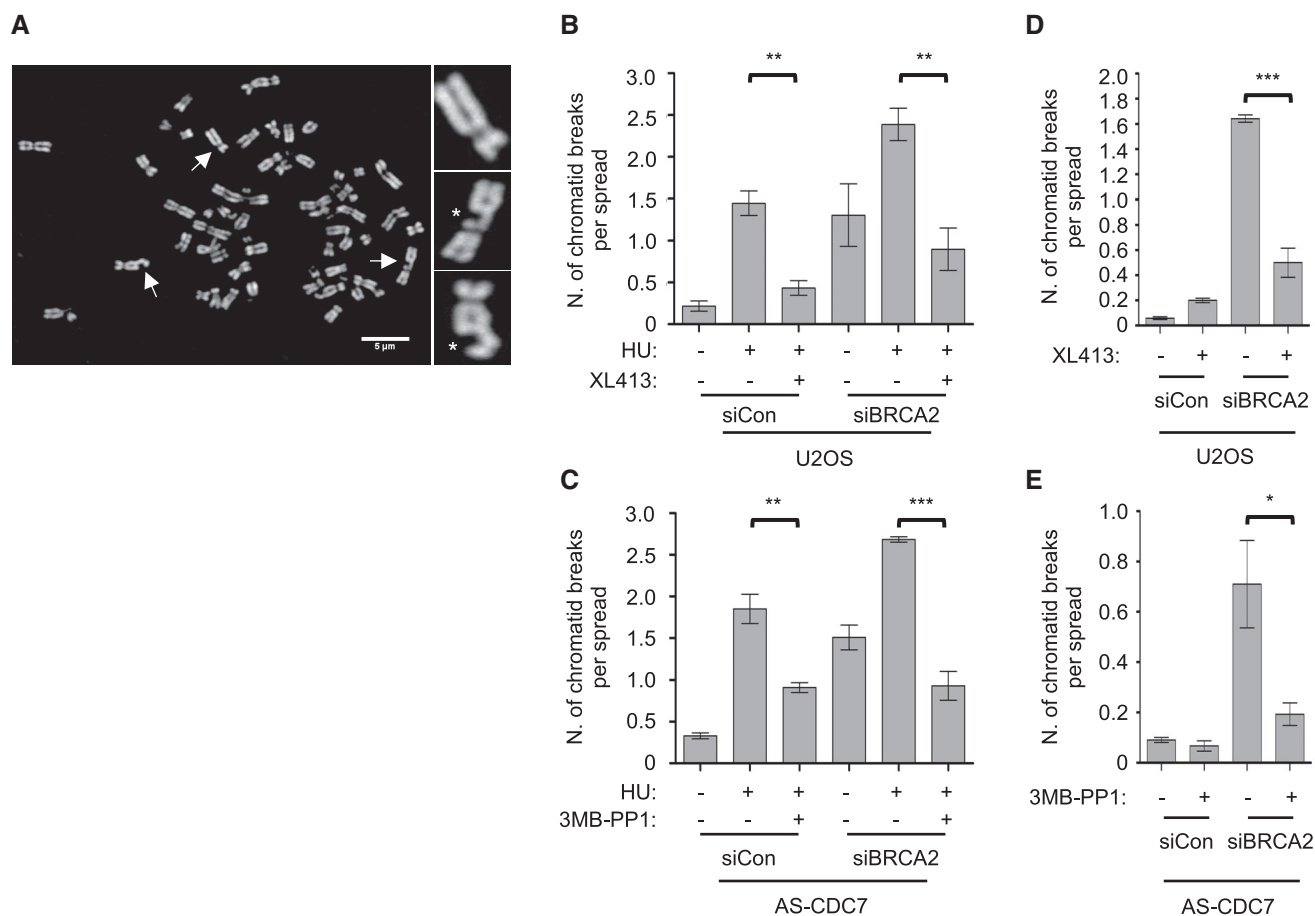 A
*
*
5 µm
B
N. of chromatid breaks
per spread
3.0
2.5
2.0
1.5
1.0
0.5
0
** **
HU: - + + - + +
XL413: - - + - - +
siCon siBRCA2
U2OS
C
N. of chromatid breaks
per spread
3.0
2.5
2.0
1.5
1.0
0.5
0
** ***
HU: - + + - + +
3MB-PP1: - - + - - +
siCon siBRCA2
AS-CDC7
D
N. of chromatid breaks
per spread
2.0
1.8
1.6
1.4
1.2
1.0
0.8
0.6
0.4
0.2
0
***
XL413: - + - +
siCon siBRCA2
U2OS
E
N. of chromatid breaks
per spread
1.0
0.8
0.6
0.4
0.2
0
*
3MB-PP1: - + - +
siCon siBRCA2
AS-CDC7